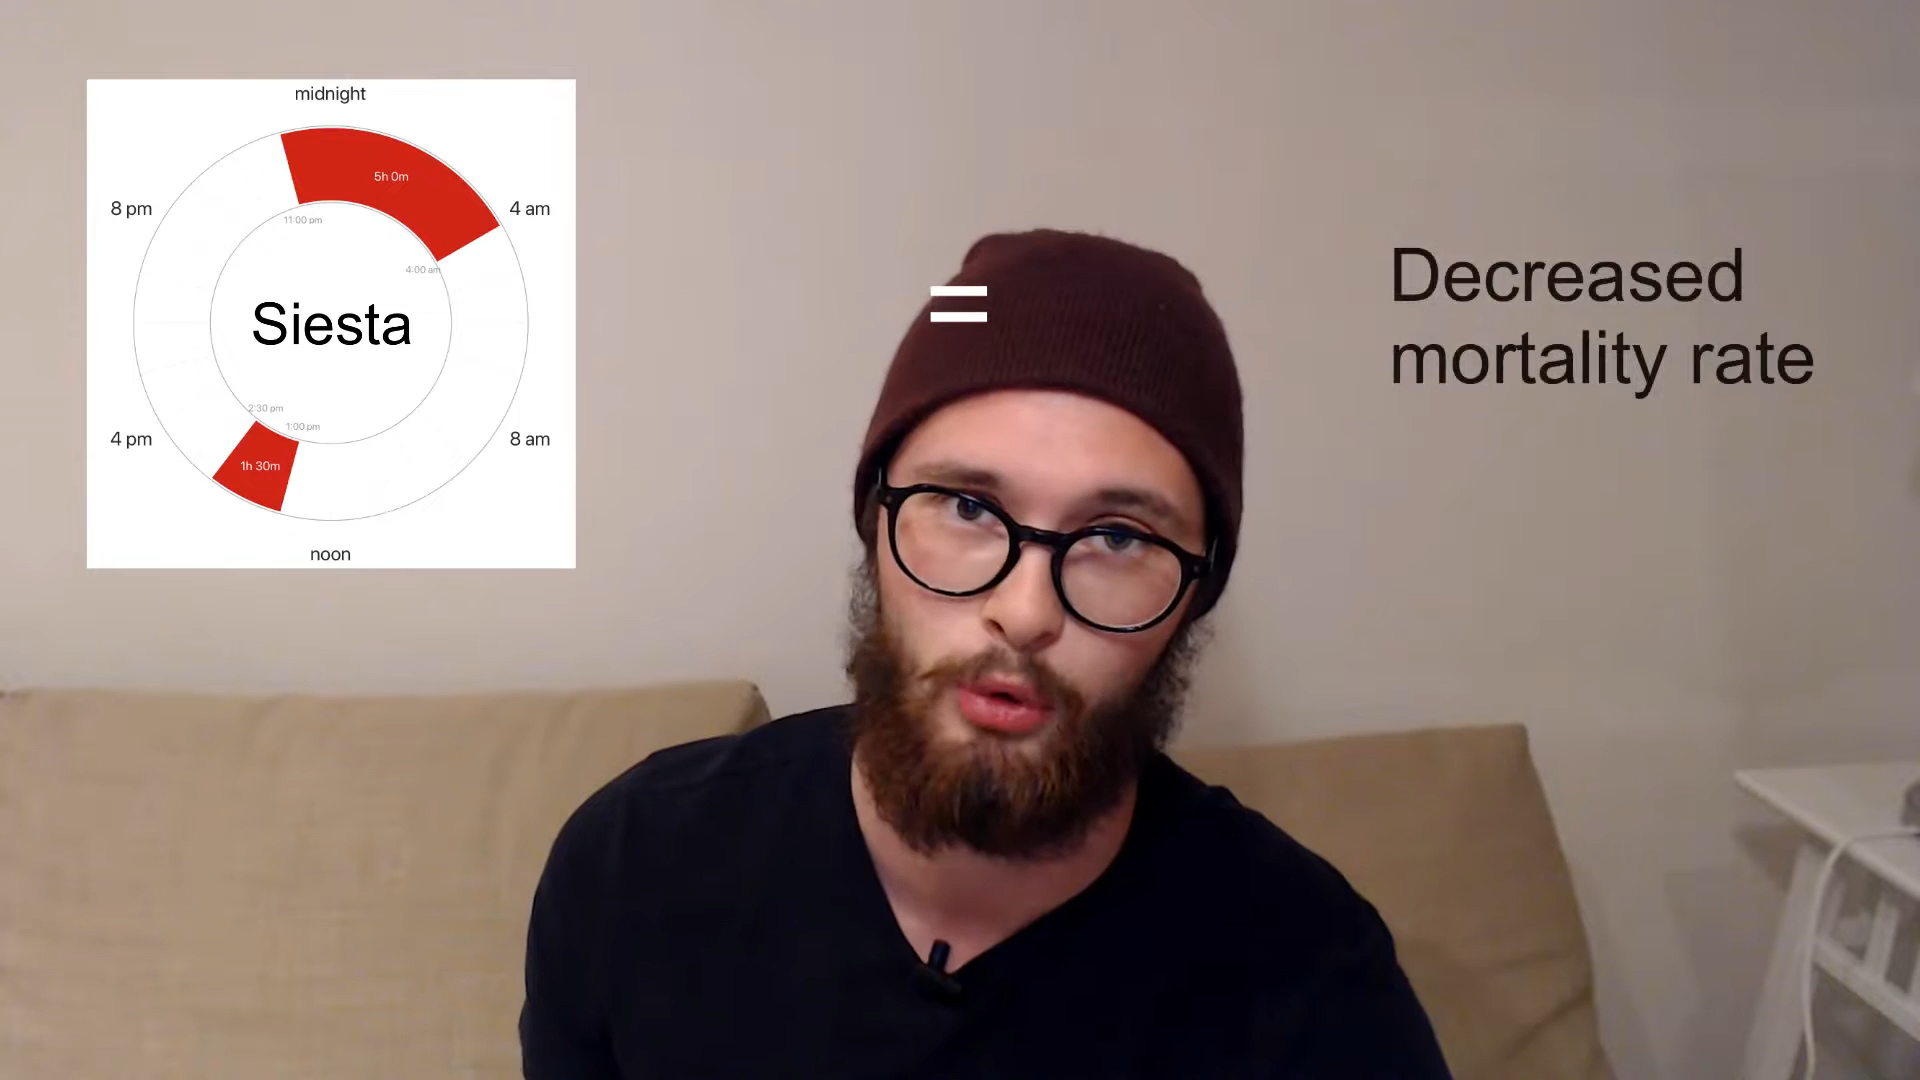 midnight
5h 0m
8 pm
4 am
11:00 pm
4:00 am
Siesta
=
Decreased
mortality rate
2:30 pm
1:00 pm
4 pm
8 am
1h 30m
noon